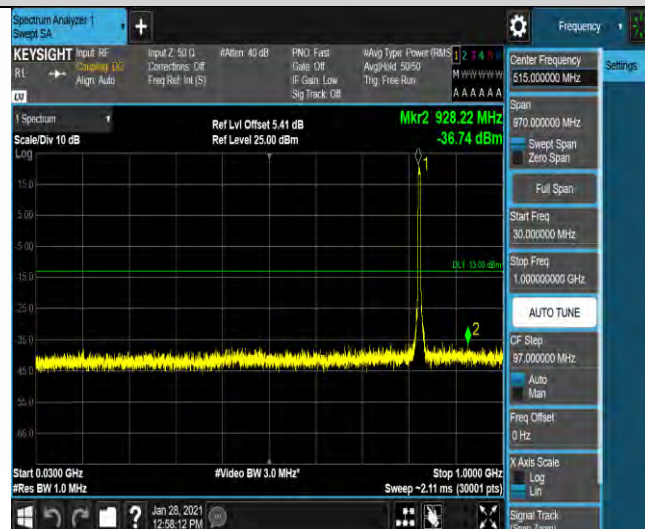 Spectrum Analyzer 1
Swept SA
+
Frequency
KEYSIGHT
Input: RF
Coupling: DC
Align: Auto
RL
Input Z: 50 Ω
Corrections: Off
Freq Ref: Int (S)
#Atten: 40 dB
PNO: Fast
Gate: Off
IF Gain: Low
Sig Track: Off
#Avg Type: Power (RMS)
Avg|Hold: 50/50
Trig: Free Run
1 2 3 4 5 6
M W W W W W
A A A A A A
LXI
1 Spectrum
Scale/Div 10 dB
Log
Ref Lvl Offset 5.41 dB
Ref Level 25.00 dBm
Mkr2 928.22 MHz
-36.74 dBm
1
15.0
5.00
-5.00
DL1 -13.00 dBm
-15.0
-25.0
-35.0
2
-45.0
-55.0
-65.0
Start 0.0300 GHz
#Res BW 1.0 MHz
#Video BW 3.0 MHz*
Stop 1.0000 GHz
Sweep ~2.11 ms (30001 pts)
Jan 28, 2021
12:58:12 PM
?
Center Frequency
515.000000 MHz
Settings
Span
970.000000 MHz
Swept Span
Zero Span
Full Span
Start Freq
30.000000 MHz
Stop Freq
1.000000000 GHz
AUTO TUNE
CF Step
97.000000 MHz
Auto
Man
Freq Offset
0 Hz
X Axis Scale
Log
Lin
Signal Track
(Span Zoom)